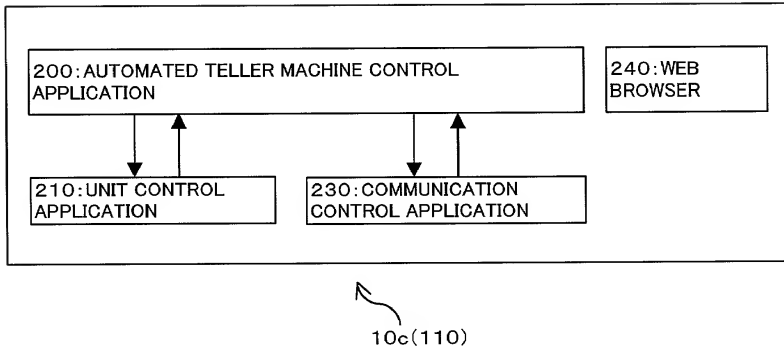 200:AUTOMATED TELLER MACHINE CONTROL
APPLICATION
240:WEB
BROWSER
210:UNIT CONTROL
APPLICATION
230:COMMUNICATION
CONTROL APPLICATION
10c(110)